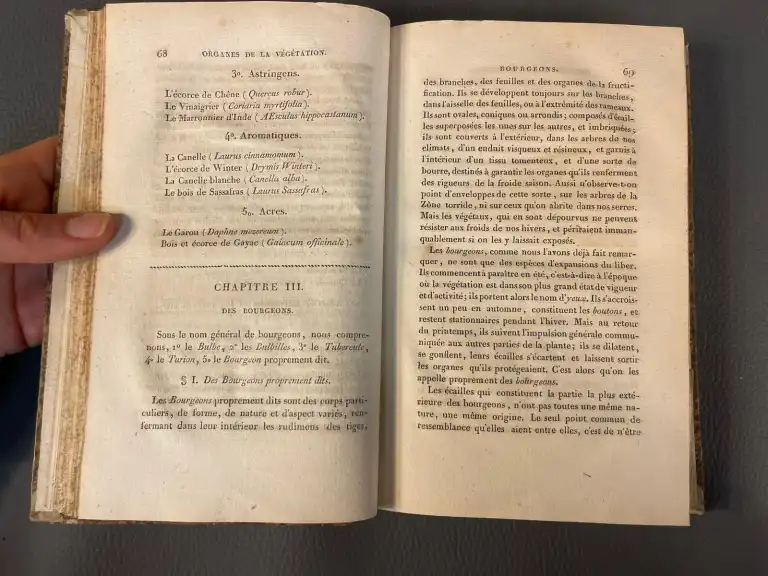 68 ORGANES DE LA VÉGÉTATION.
3º. Astringens.
L'écorce de Chêne (Quercus robur).
Le Vinaigrier (Coriaria myrtifolia).
Le Marronnier d'Inde (AEsculus hippocastanum).
4º. Aromatiques.
La Canelle (Laurus cinnamomum).
L'écorce de Winter (Drymis Winteri).
La Canelle blanche (Canella alba).
Le bois de Sassafras (Laurus Sassafras).
5º. Acres.
Le Garou (Daphne mezereum).
Bois et écorce de Gayac (Gaiacum officinale).
CHAPITRE III.
DES BOURGEONS.
Sous le nom général de bourgeons, nous compre-
nons, 1º le Bulbe, 2º les Bulbilles, 3º le Tubercule,
4º le Turion, 5º le Bourgeon proprement dit.
§ I. Des Bourgeons proprement dits.
Les Bourgeons proprement dits sont des corps parti-
culiers, de forme, de nature et d'aspect variés, ren-
fermant dans leur intérieur les rudimens des tiges,
BOURGEONS. 69
des branches, des feuilles et des organes de la fructi-
fication. Ils se développent toujours sur les branches,
dans l'aisselle des feuilles, ou à l'extrémité des rameaux.
Ils sont ovales, coniques ou arrondis; composés d'écail-
les superposées les unes sur les autres, et imbriquées;
ils sont couverts à l'extérieur, dans les arbres de nos
climats, d'un enduit visqueux et résineux, et garnis à
l'intérieur d'un tissu tomenteux, et d'une sorte de
bourre, destinés à garantir les organes qu'ils renferment
des rigueurs de la froide saison. Aussi n'observe-t-on
point d'enveloppes de cette sorte, sur les arbres de la
Zône torride, ni sur ceux qu'on abrite dans nos serres.
Mais les végétaux, qui en sont dépourvus ne peuvent
résister aux froids de nos hivers, et périraient imman-
quablement si on les y laissait exposés.
Les bourgeons, comme nous l'avons déjà fait remar-
quer, ne sont que des espèces d'expansions du liber.
Ils commencent à paraître en été, c'est-à-dire à l'époque
où la végétation est dans son plus grand état de vigueur
et d'activité; ils portent alors le nom d'yeux. Ils s'accrois-
sent un peu en automne, constituent les boutons, et
restent stationnaires pendant l'hiver. Mais au retour
du printemps, ils suivent l'impulsion générale commu-
niquée aux autres parties de la plante; ils se dilatent,
se gonflent, leurs écailles s'écartent et laissent sortir
les organes qu'ils protégeaient. C'est alors qu'on les
appelle proprement des bourgeons.
Les écailles qui constituent la partie la plus exté-
rieure des bourgeons, n'ont pas toutes une même na-
ture, une même origine. Le seul point commun de
ressemblance qu'elles aient entre elles, c'est de n'être